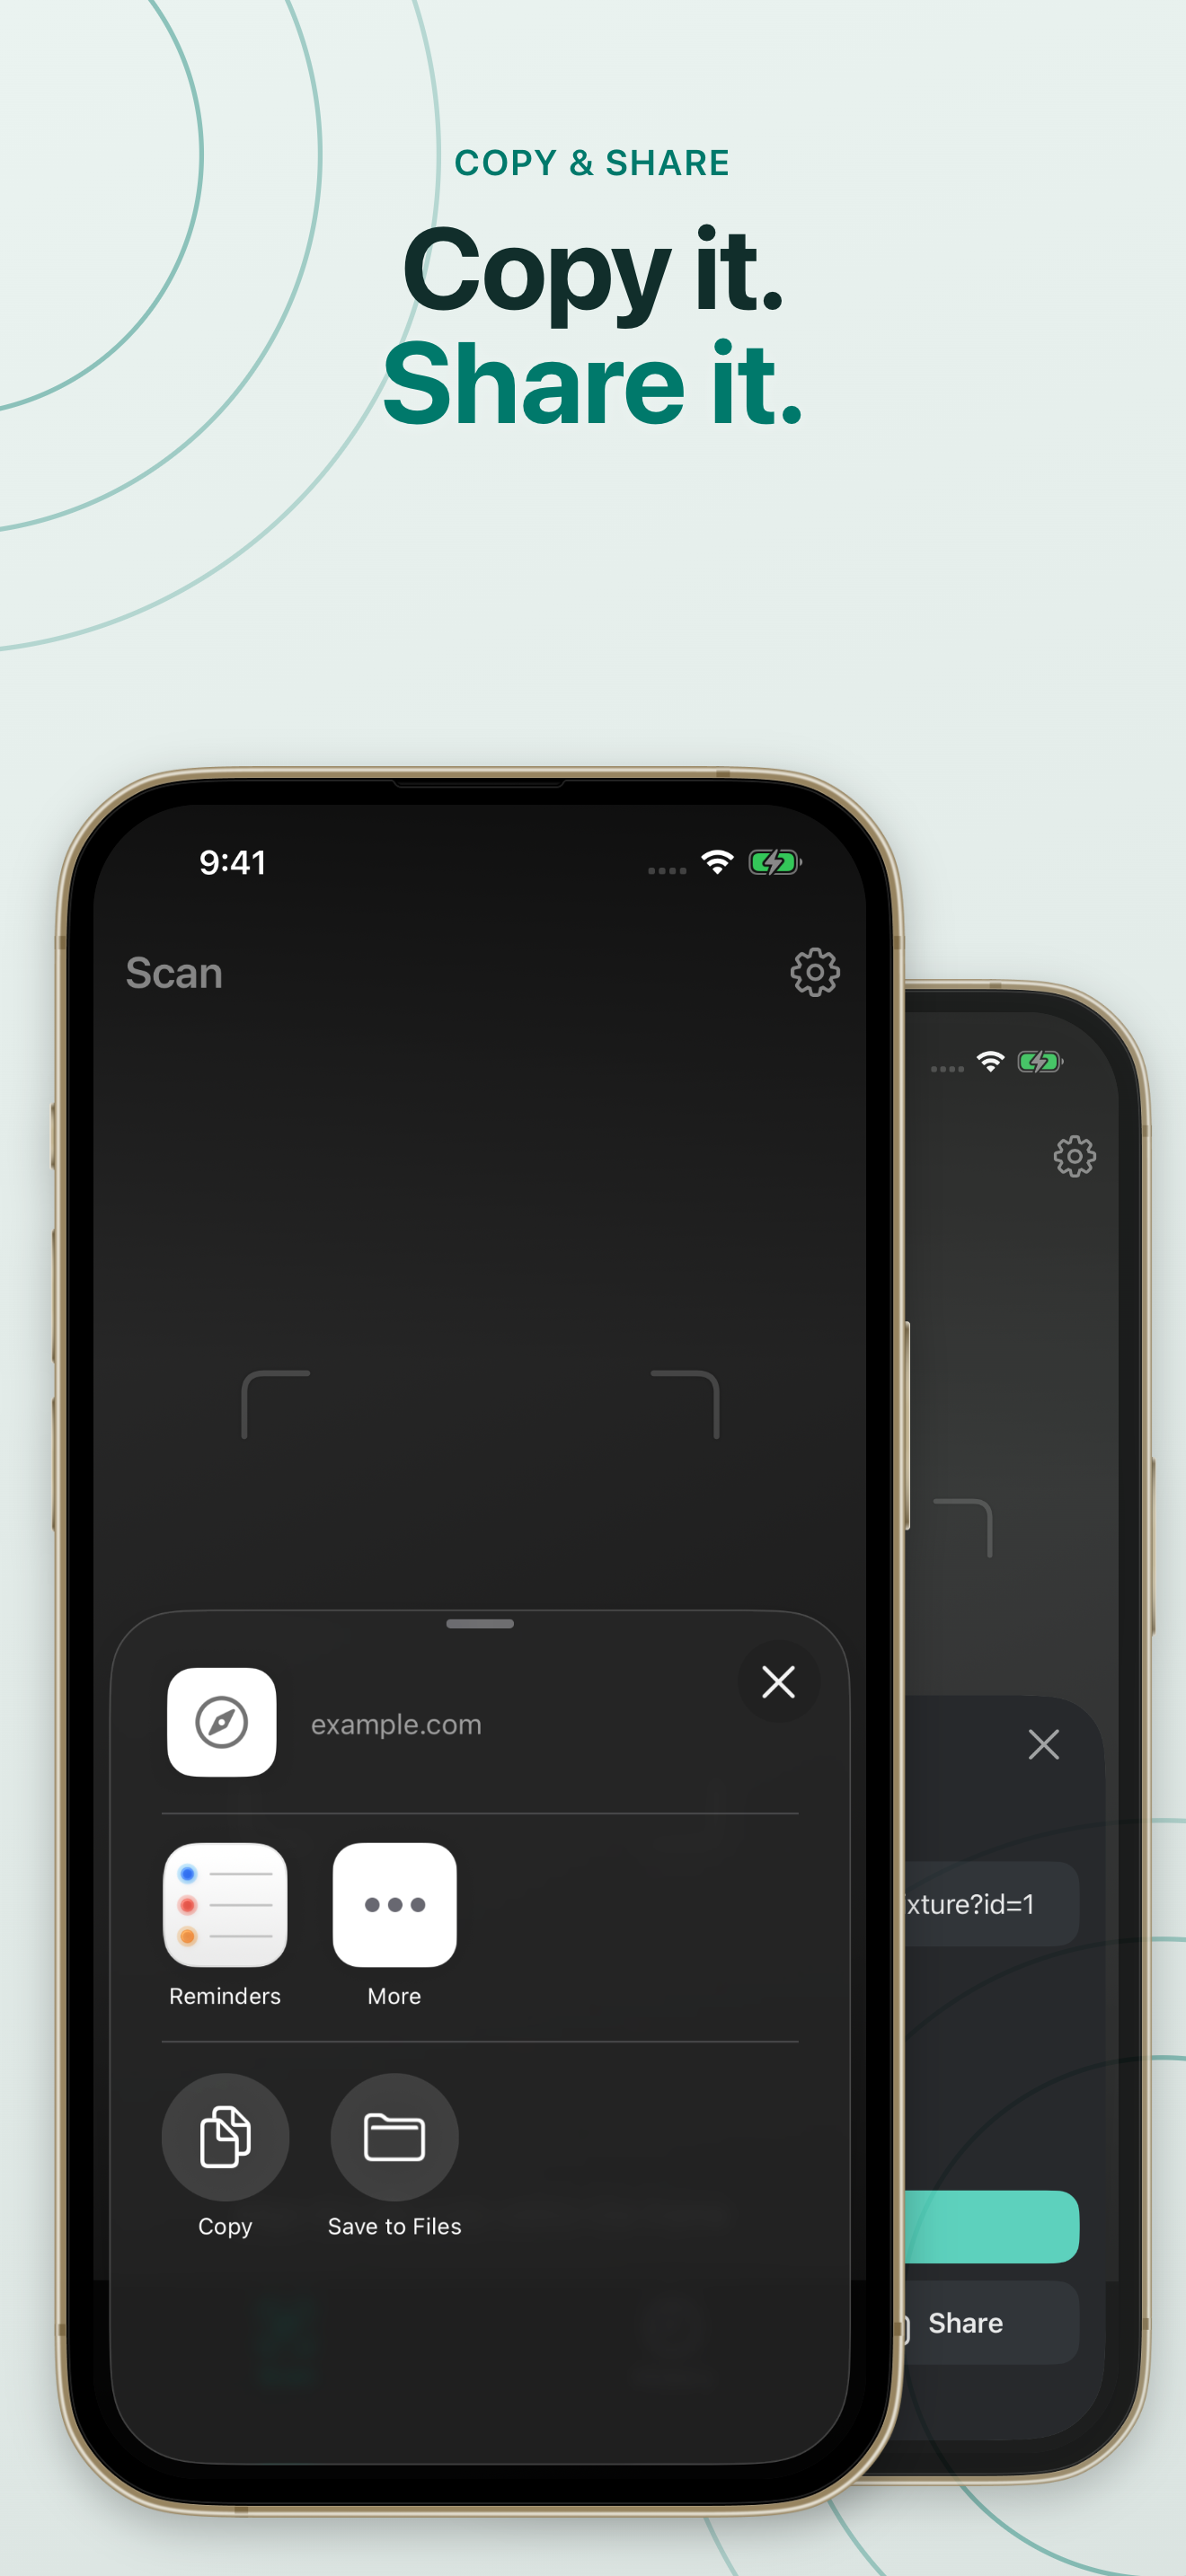 COPY & SHARE
Copy it.
Share it.
9:41
Scan
example.com
Reminders
More
Copy
Save to Files
xture?id=1
Share